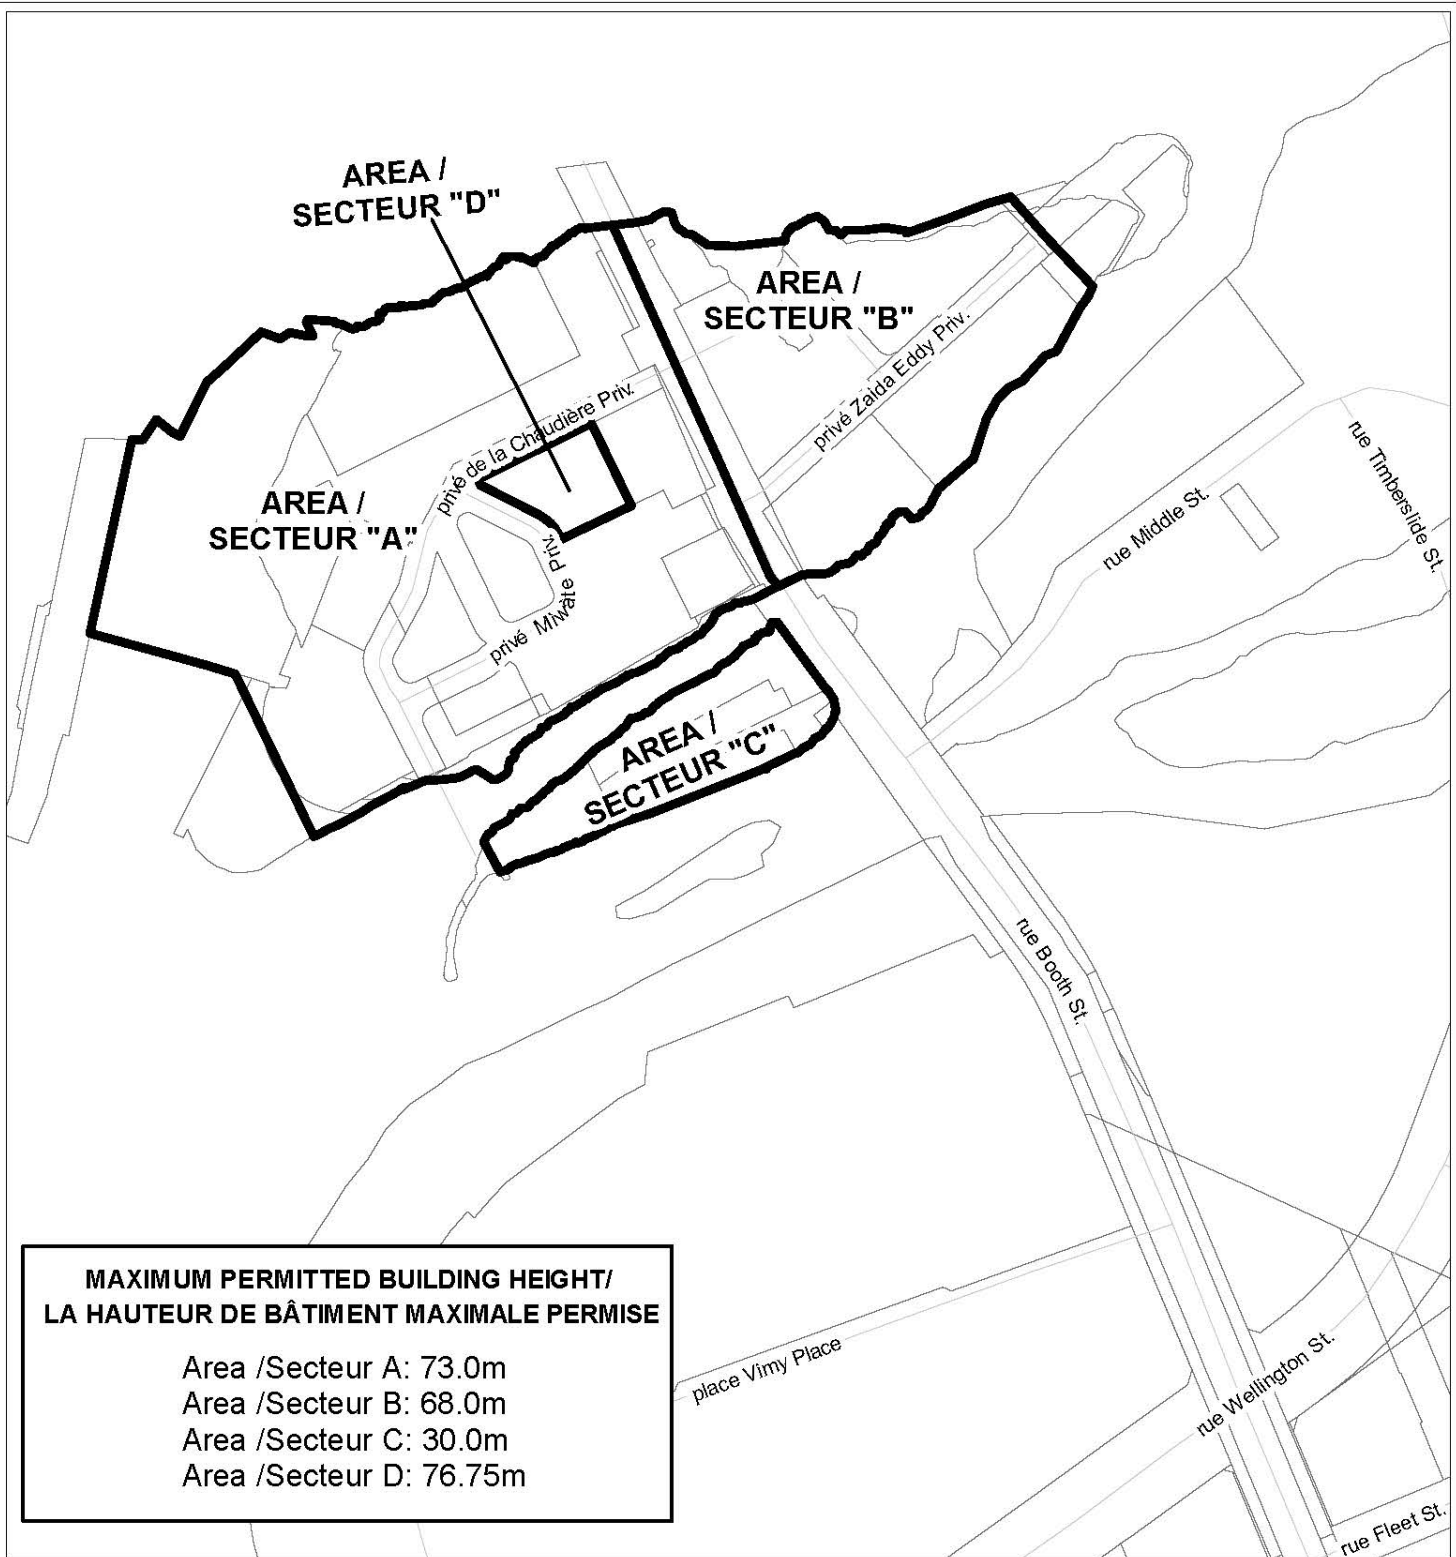 AREA /
SECTEUR "D"
AREA /
SECTEUR "B"
privé Zaida Eddy Priv.
privé de la Chaudière Priv.
AREA /
SECTEUR "A"
rue Timberslide St.
rue Middle St.
privé Miwàte Priv.
AREA /
SECTEUR "C"
rue Booth St.
MAXIMUM PERMITTED BUILDING HEIGHT/
LA HAUTEUR DE BÂTIMENT MAXIMALE PERMISE
Area /Secteur A: 73.0m
Area /Secteur B: 68.0m
Area /Secteur C: 30.0m
Area /Secteur D: 76.75m
place Vimy Place
rue Wellington St.
rue Fleet St.